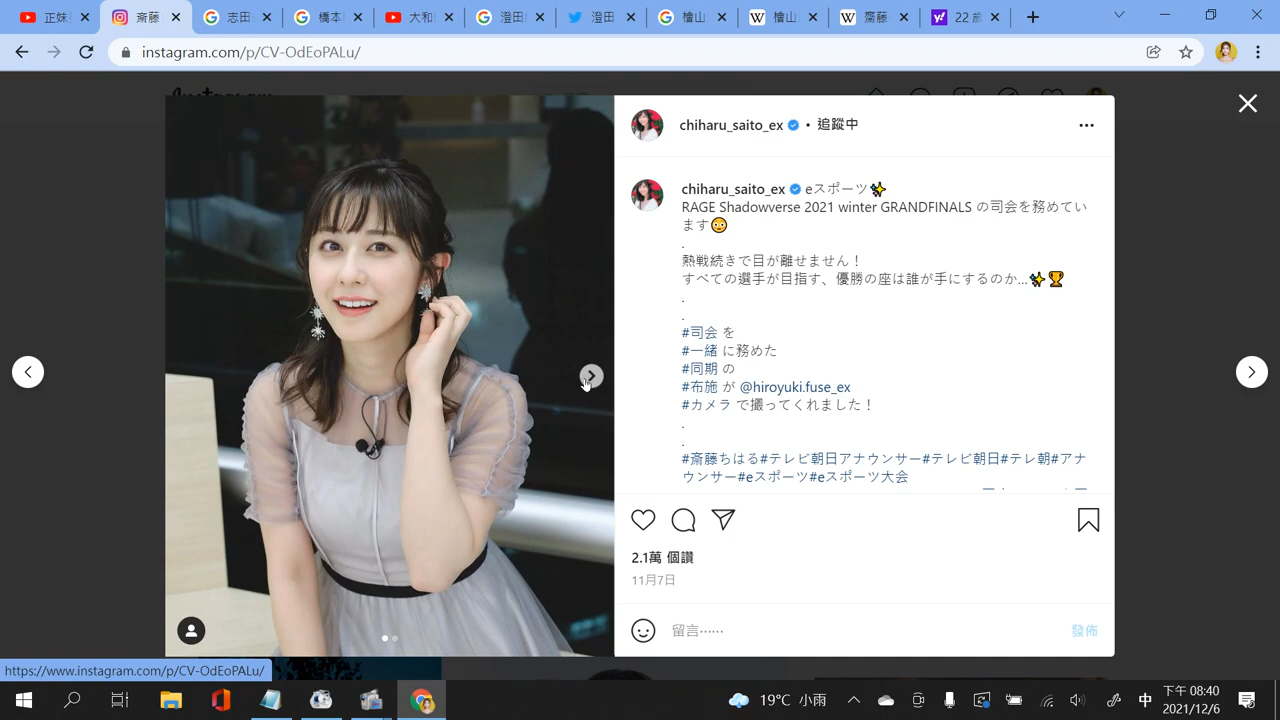 正妹
斎藤
志田
橋本
大和
澄田
澄田
檜山
檜山
齋藤
22 歲
instagram.com/p/CV-OdEoPALu/
chiharu_saito_ex • 追蹤中
chiharu_saito_ex eスポーツ✨
RAGE Shadowverse 2021 winter GRANDFINALS の司会を務めてい
ます😳
.
熱戦続きで目が離せません！
すべての選手が目指す、優勝の座は誰が手にするのか...✨🏆
.
.
#司会 を
#一緒 に務めた
#同期 の
#布施 が @hiroyuki.fuse_ex
#カメラ で撮ってくれました！
.
.
#斎藤ちはる#テレビ朝日アナウンサー#テレビ朝日#テレ朝#アナ
ウンサー#eスポーツ#eスポーツ大会
2.1萬 個讚
11月7日
留言⋯⋯
發佈
https://www.instagram.com/p/CV-OdEoPALu/
19°C 小雨
中
下午 08:40
2021/12/6